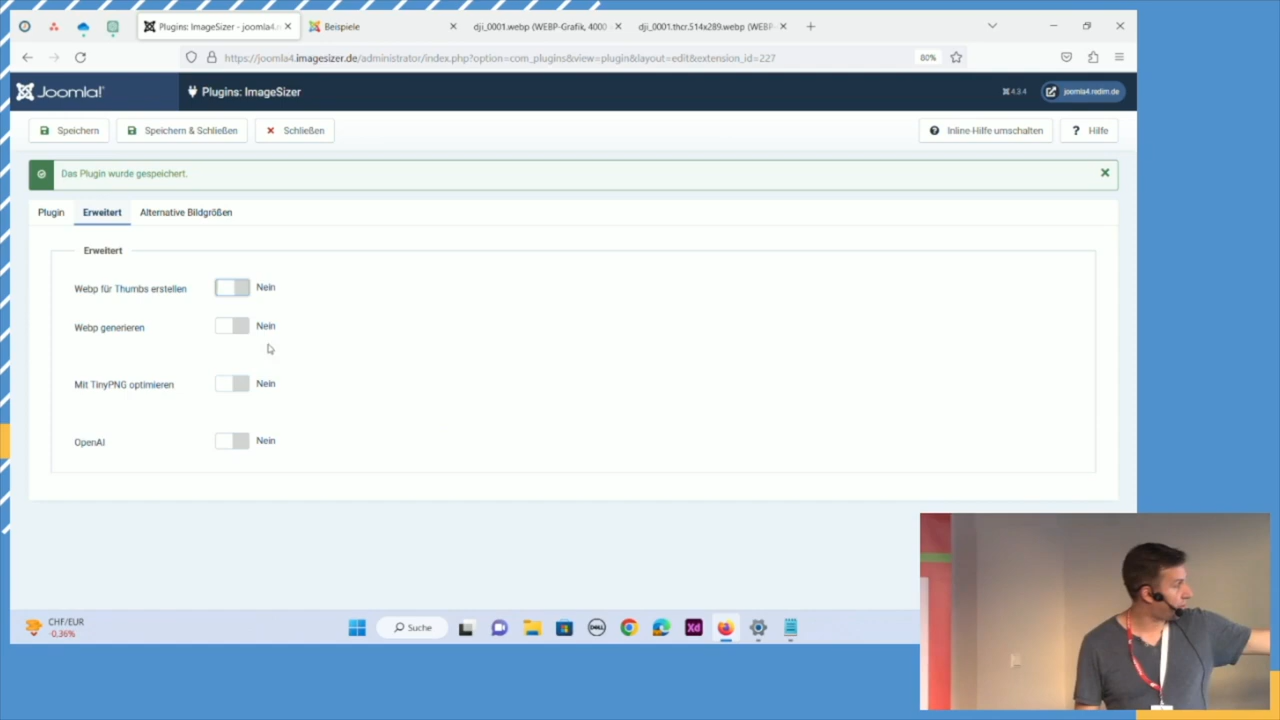 Plugins: ImageSizer - joomla4.r
Beispiele
dji_0001.webp (WEBP-Grafik, 4000
dji_0001.thcr.514x289.webp (WEBP-
https://joomla4.imagesizer.de/administrator/index.php?option=com_plugins&view=plugin&layout=edit&extension_id=227
80%
Joomla!
Plugins: ImageSizer
4.3.4
joomla4.redim.de
Speichern
Speichern & Schließen
Schließen
Inline-Hilfe umschalten
? Hilfe
Das Plugin wurde gespeichert.
Plugin
Erweitert
Alternative Bildgrößen
Erweitert
Webp für Thumbs erstellen
Nein
Webp generieren
Nein
Mit TinyPNG optimieren
Nein
OpenAI
Nein
CHF/EUR
-0,36%
Suche
DELL
Xd